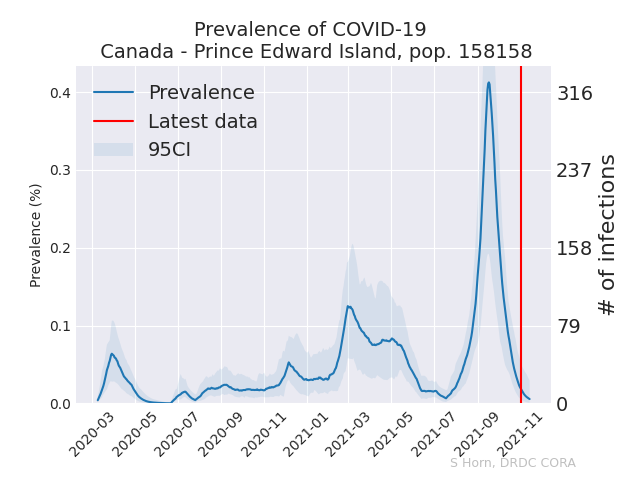 Prevalence of COVID-19
Canada - Prince Edward Island, pop. 158158
Prevalence
Latest data
95CI
Prevalence (%)
0.4
0.3
0.2
0.1
0.0
316
237
158
79
0
# of infections
2020-03
2020-05
2020-07
2020-09
2020-11
2021-01
2021-03
2021-05
2021-07
2021-09
2021-11
S Horn, DRDC CORA